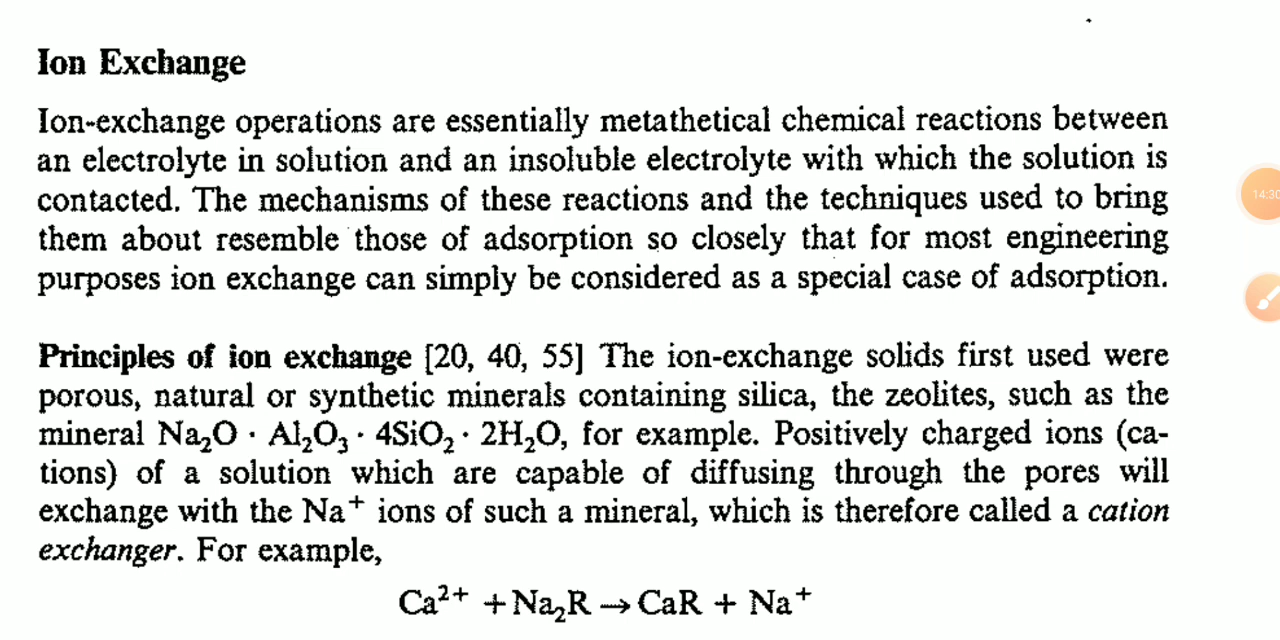 Ion Exchange
Ion-exchange operations are essentially metathetical chemical reactions between
an electrolyte in solution and an insoluble electrolyte with which the solution is
contacted. The mechanisms of these reactions and the techniques used to bring
them about resemble those of adsorption so closely that for most engineering
purposes ion exchange can simply be considered as a special case of adsorption.
Principles of ion exchange [20, 40, 55] The ion-exchange solids first used were
porous, natural or synthetic minerals containing silica, the zeolites, such as the
mineral Na₂O · Al₂O₃ · 4SiO₂ · 2H₂O, for example. Positively charged ions (ca-
tions) of a solution which are capable of diffusing through the pores will
exchange with the Na⁺ ions of such a mineral, which is therefore called a cation
exchanger. For example,
Ca²⁺ + Na₂R → CaR + Na⁺
14:30